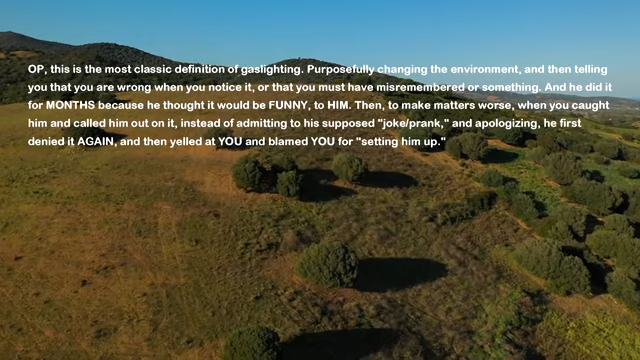 OP, this is the most classic definition of gaslighting. Purposefully changing the environment, and then telling
you that you are wrong when you notice it, or that you must have misremembered or something. And he did it
for MONTHS because he thought it would be FUNNY, to HIM. Then, to make matters worse, when you caught
him and called him out on it, instead of admitting to his supposed "joke/prank," and apologizing, he first
denied it AGAIN, and then yelled at YOU and blamed YOU for "setting him up."